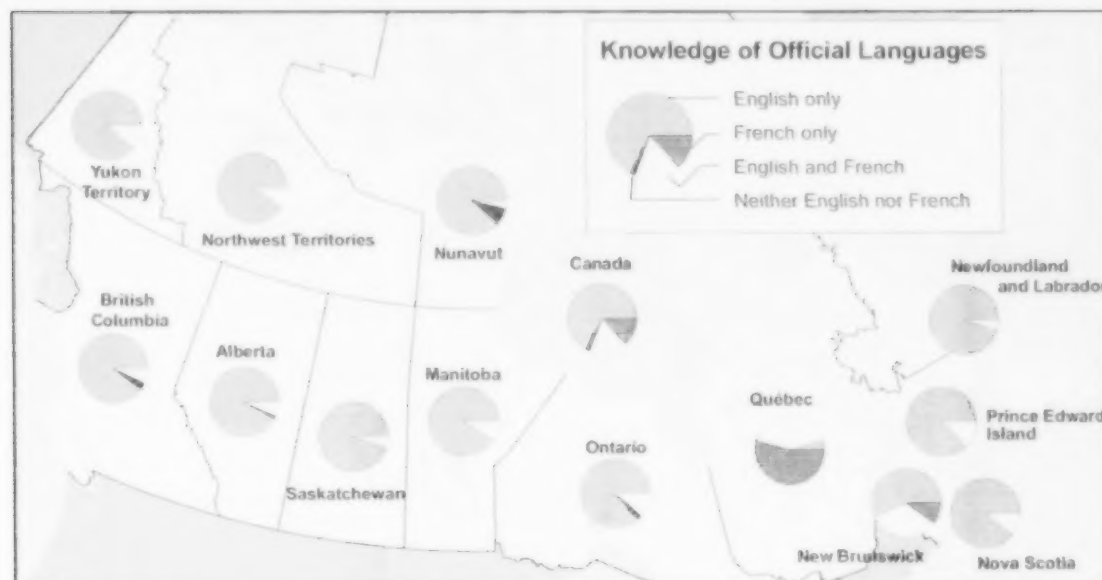 Knowledge of Official Languages
English only
French only
English and French
Neither English nor French
Yukon
Territory
Northwest Territories
Nunavut
British
Columbia
Alberta
Saskatchewan
Manitoba
Canada
Ontario
Québec
Newfoundland
and Labrador
Prince Edward
Island
New Brunswick
Nova Scotia